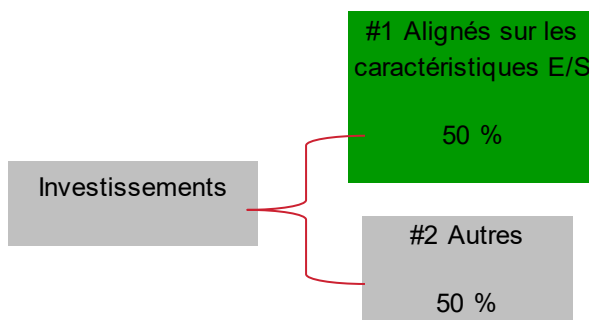 #1 Alignés sur les
caractéristiques E/S
50 %
Investissements
#2 Autres
50 %